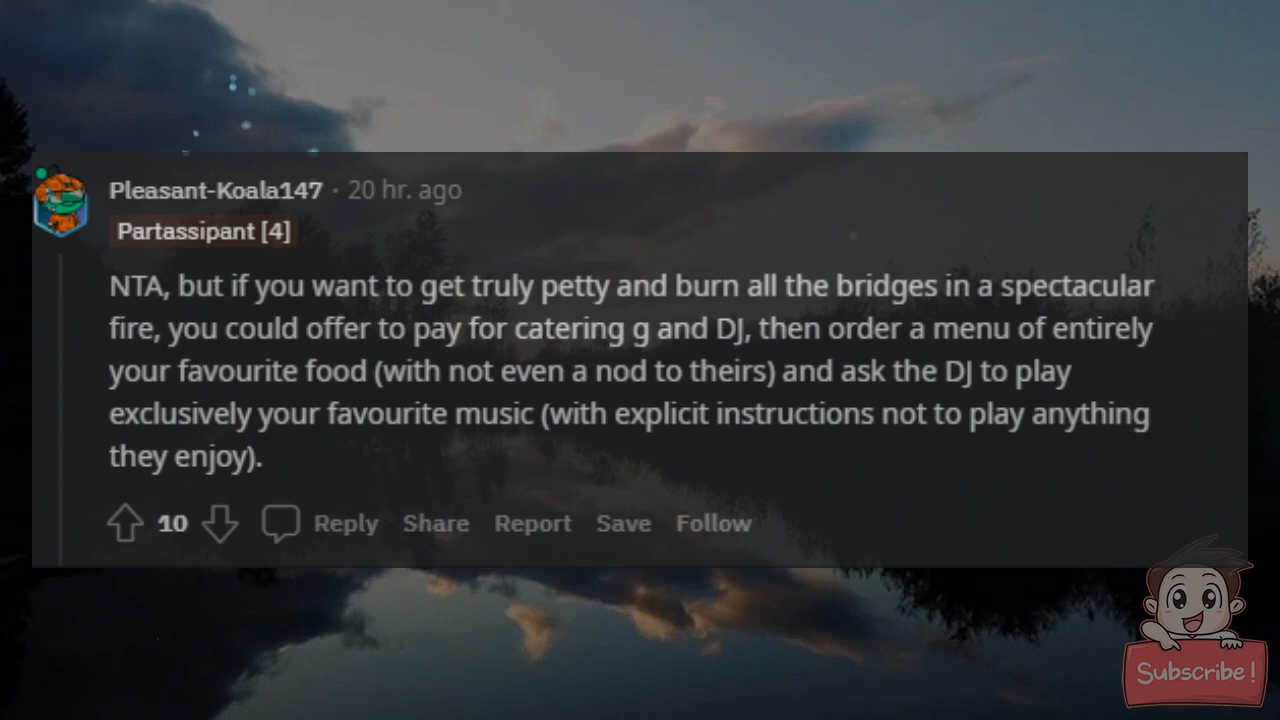 Pleasant-Koala147 · 20 hr. ago
Partassipant [4]
NTA, but if you want to get truly petty and burn all the bridges in a spectacular
fire, you could offer to pay for catering g and DJ, then order a menu of entirely
your favourite food (with not even a nod to theirs) and ask the DJ to play
exclusively your favourite music (with explicit instructions not to play anything
they enjoy).
10 Reply Share Report Save Follow
Subscribe!